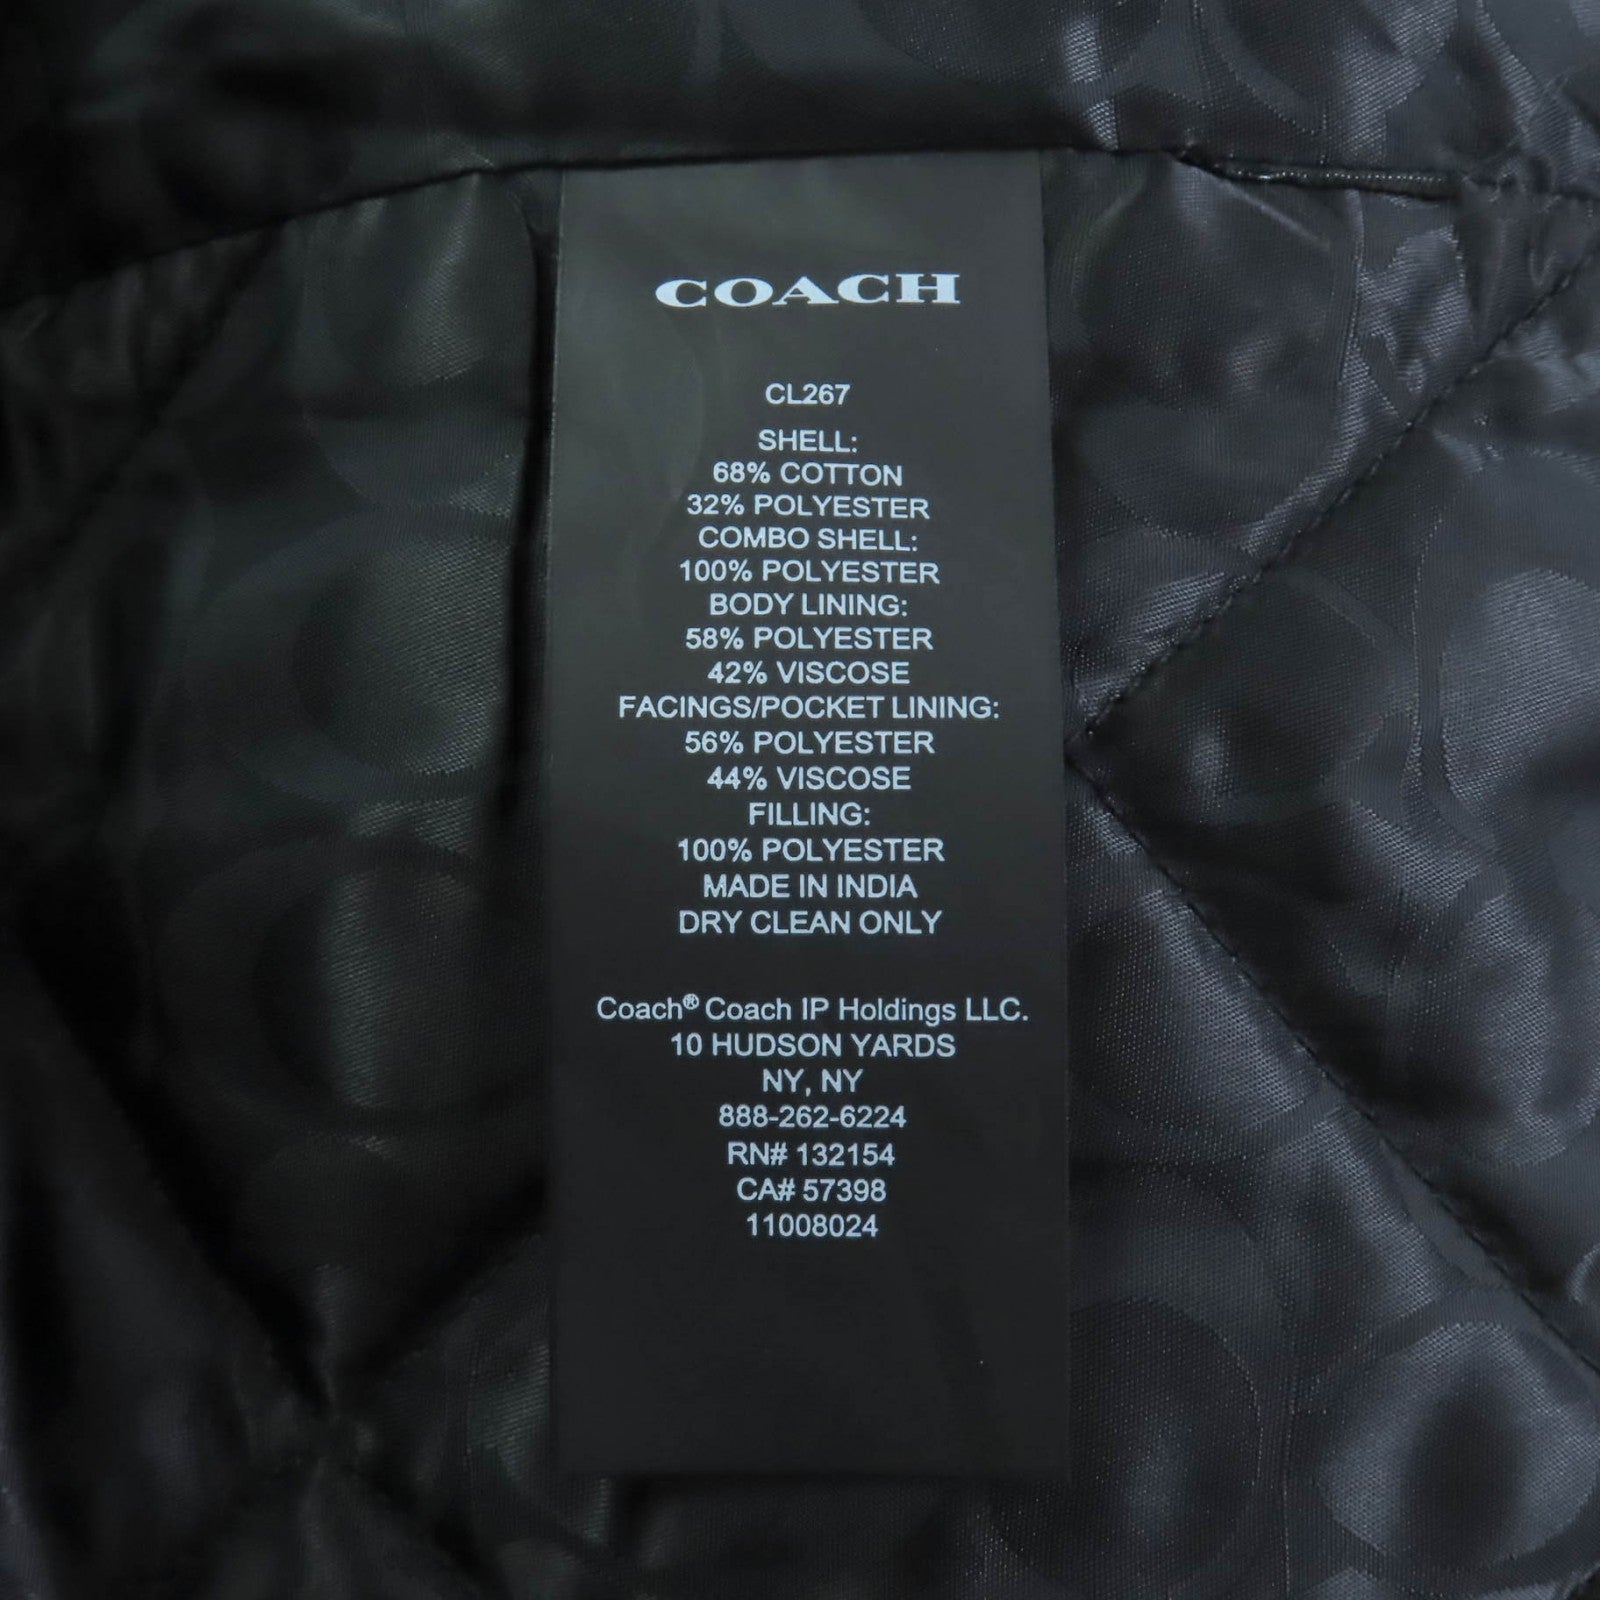 COACH
CL267
SHELL:
68% COTTON
32% POLYESTER
COMBO SHELL:
100% POLYESTER
BODY LINING:
58% POLYESTER
42% VISCOSE
FACINGS/POCKET LINING:
56% POLYESTER
44% VISCOSE
FILLING:
100% POLYESTER
MADE IN INDIA
DRY CLEAN ONLY
Coach® Coach IP Holdings LLC.
10 HUDSON YARDS
NY, NY
888-262-6224
RN# 132154
CA# 57398
11008024